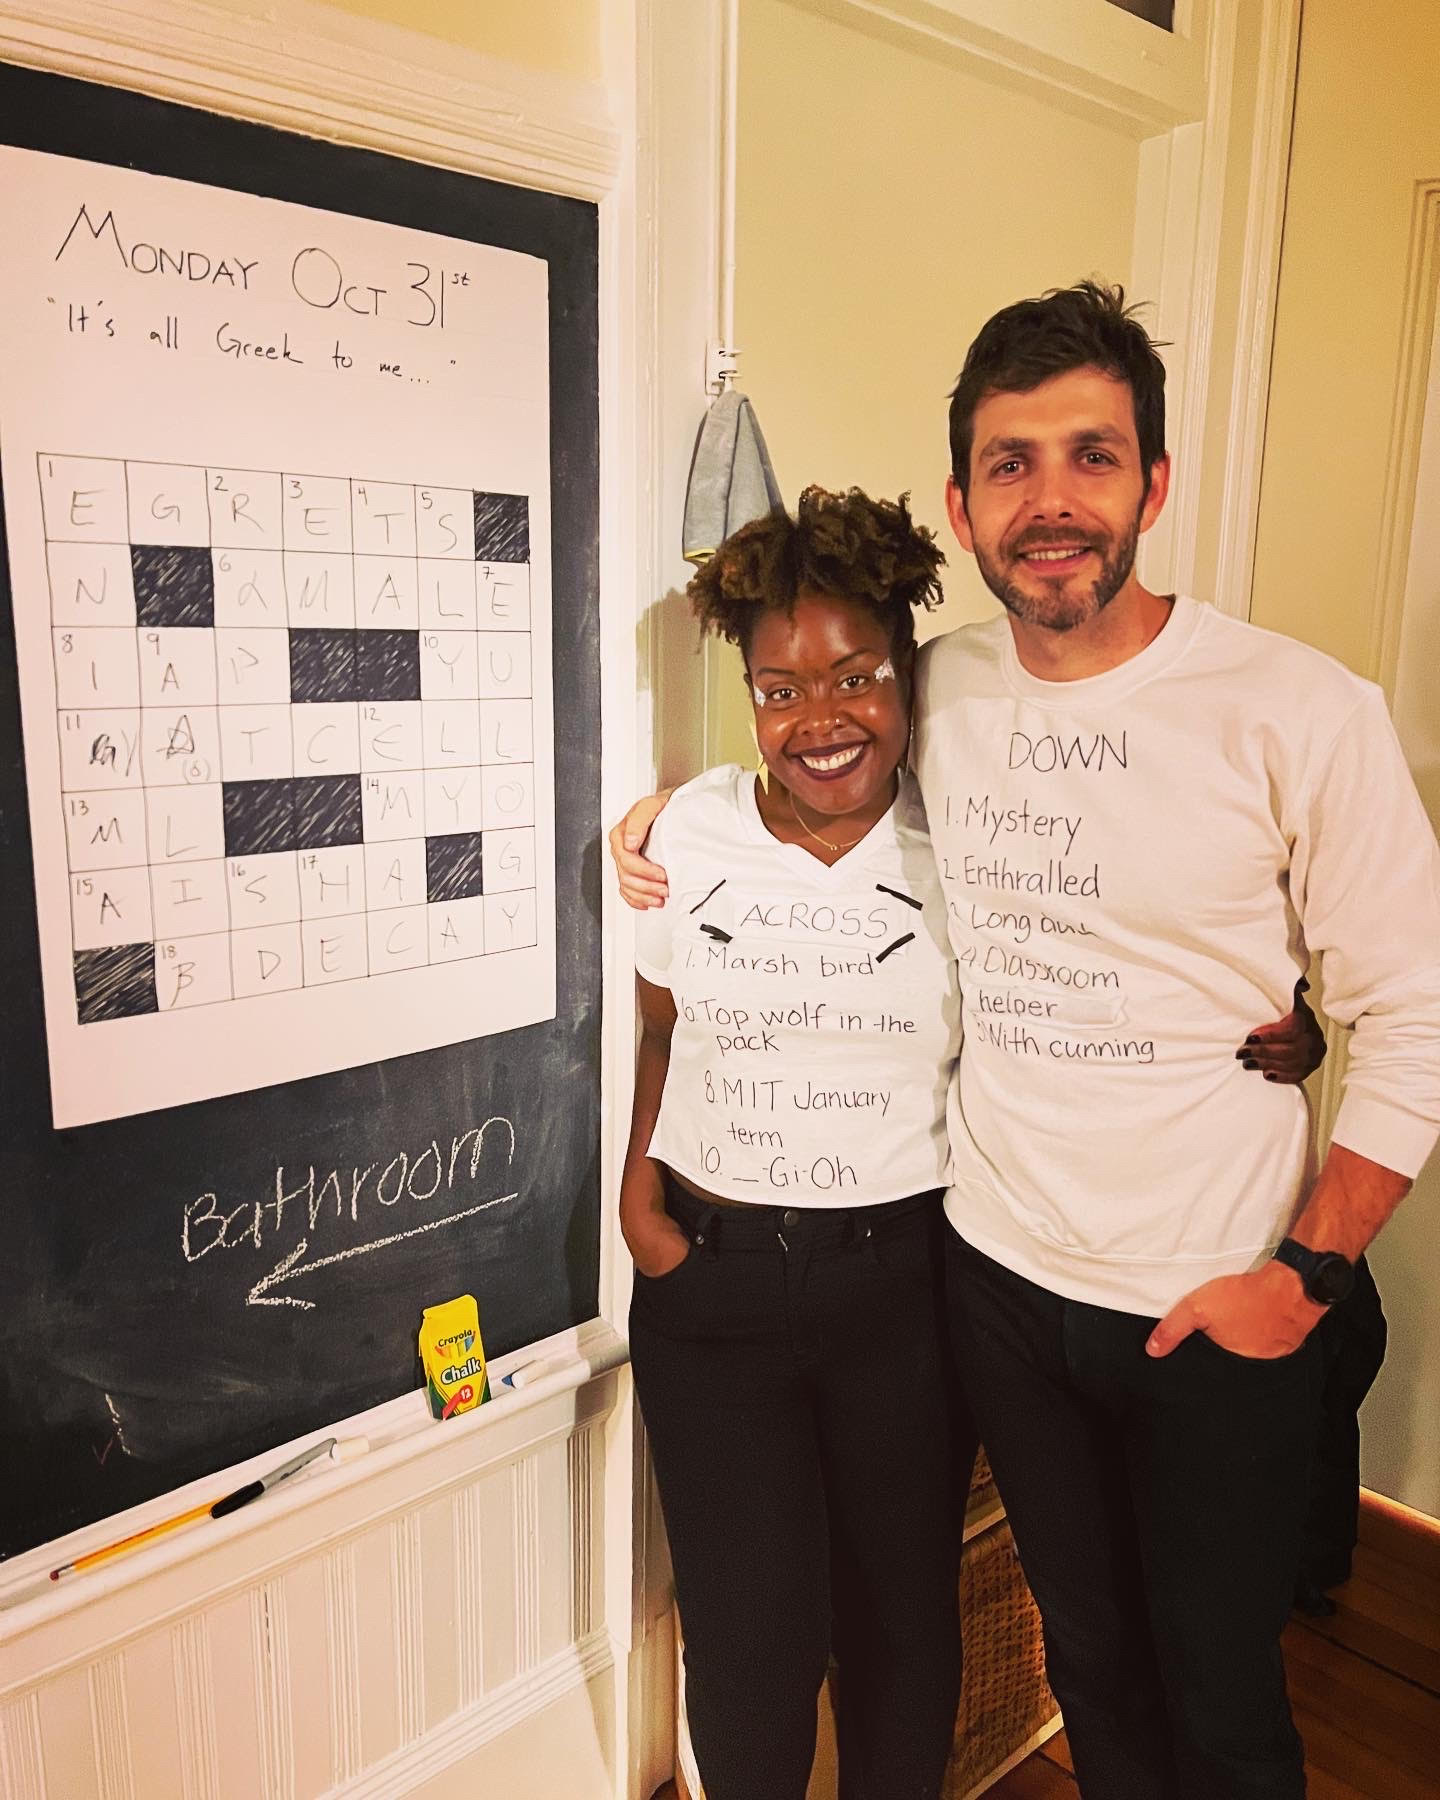 MONDAY OCT 31st
"It's all Greek to me..."
1 E G 2 R 3 E 4 T 5 S
N 6 α M A L 7 E
8 I 9 A P 10 Y U
11 T C 12 E L L
13 M L 14 M Y O
15 A I 16 S 17 H A G
18 β D E C A Y
Bathroom
Crayola
Chalk
12
ACROSS
1. Marsh bird
6. Top wolf in the
pack
8. MIT January
term
10. __-Gi-Oh
DOWN
1. Mystery
2. Enthralled
Long
4. Classroom
helper
5. With cunning